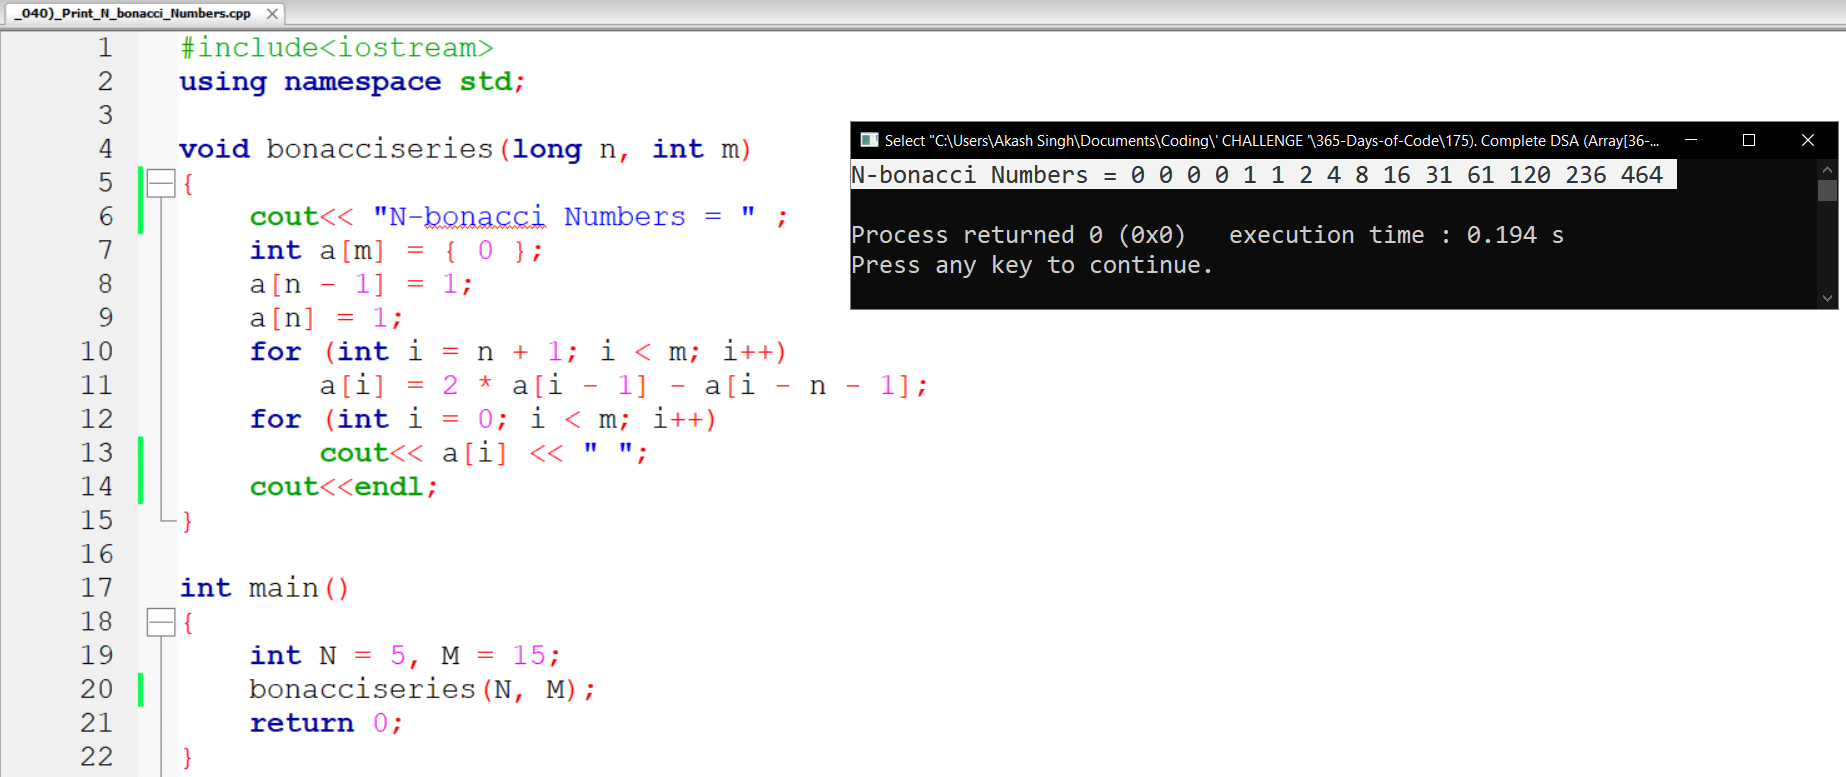 _040)_Print_N_bonacci_Numbers.cpp
1 #include<iostream>
2 using namespace std;
3
4 void bonacciseries(long n, int m)
5 {
6     cout<< "N-bonacci Numbers = " ;
7     int a[m] = { 0 };
8     a[n - 1] = 1;
9     a[n] = 1;
10     for (int i = n + 1; i < m; i++)
11         a[i] = 2 * a[i - 1] - a[i - n - 1];
12     for (int i = 0; i < m; i++)
13         cout<< a[i] << " ";
14     cout<<endl;
15 }
16
17 int main()
18 {
19     int N = 5, M = 15;
20     bonacciseries(N, M);
21     return 0;
22 }
Select "C:\Users\Akash Singh\Documents\Coding\' CHALLENGE '\365-Days-of-Code\175). Complete DSA (Array[36-...
N-bonacci Numbers = 0 0 0 0 1 1 2 4 8 16 31 61 120 236 464
Process returned 0 (0x0)   execution time : 0.194 s
Press any key to continue.